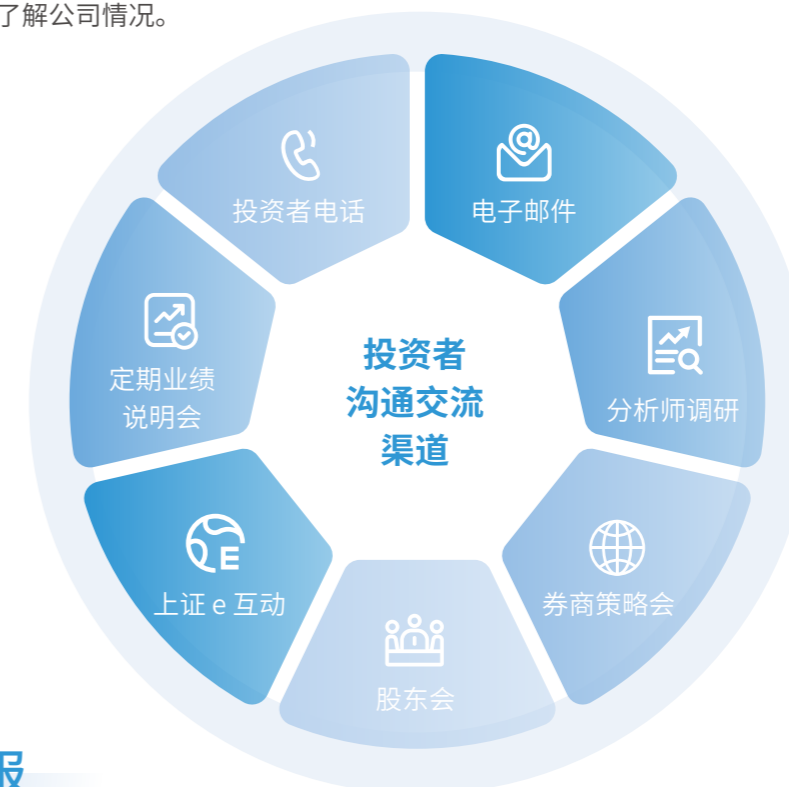 了解公司情况。
投资者电话
电子邮件
定期业绩
说明会
投资者
沟通交流
渠道
分析师调研
上证 e 互动
券商策略会
股东会
报